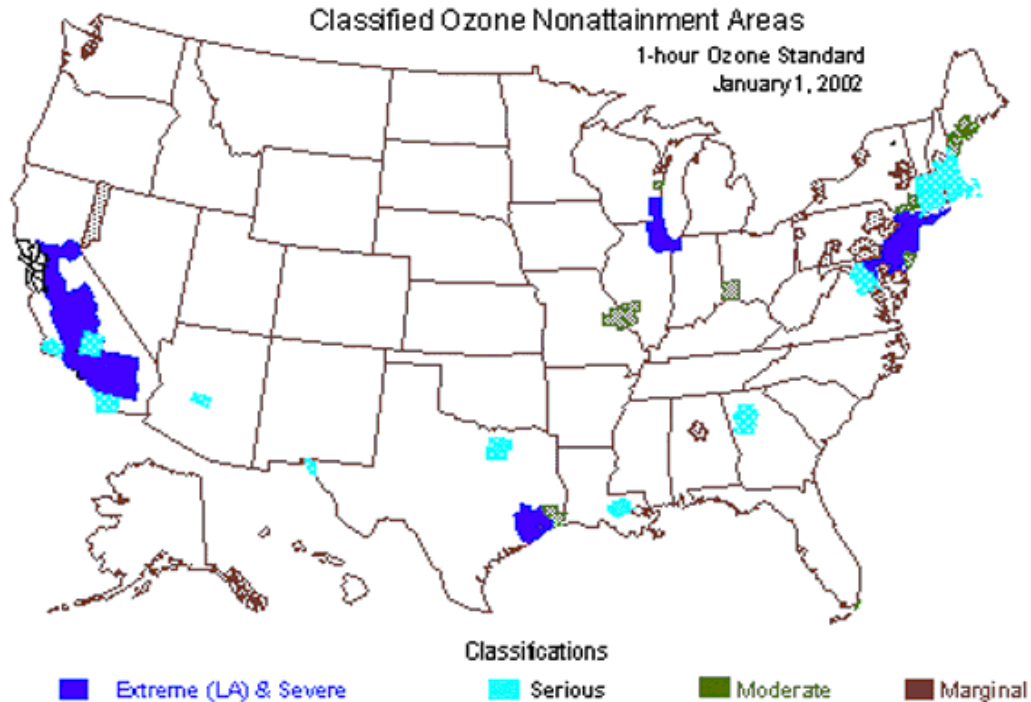 Classified Ozone Nonattainment Areas
1-hour Ozone Standard
January 1, 2002
Classifications
Extreme (LA) & Severe
Serious
Moderate
Marginal